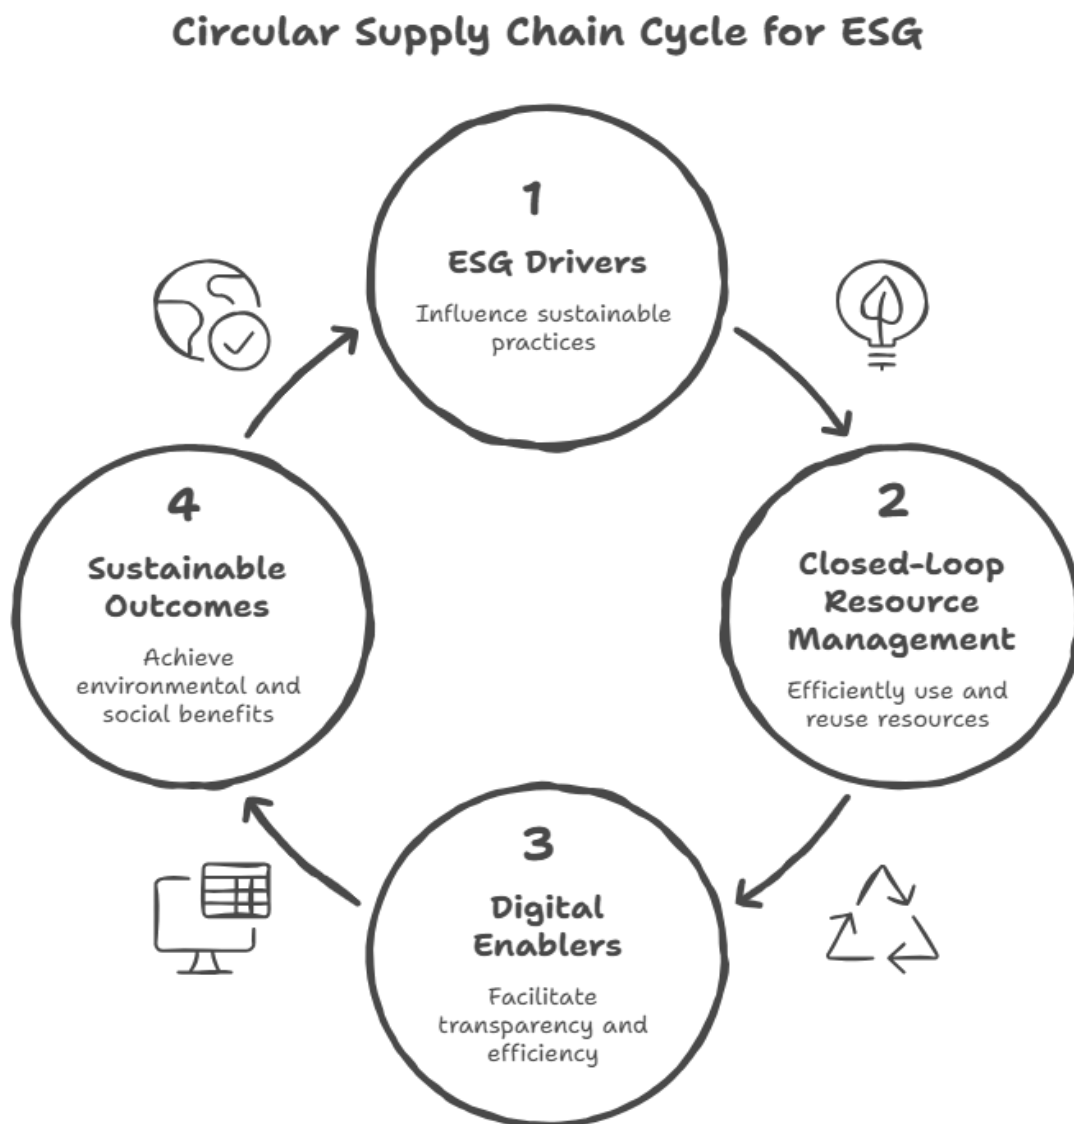 Circular Supply Chain Cycle for ESG
1
ESG Drivers
Influence sustainable
practices
2
Closed-Loop
Resource
Management
Efficiently use and
reuse resources
3
Digital
Enablers
Facilitate
transparency and
efficiency
4
Sustainable
Outcomes
Achieve
environmental and
social benefits